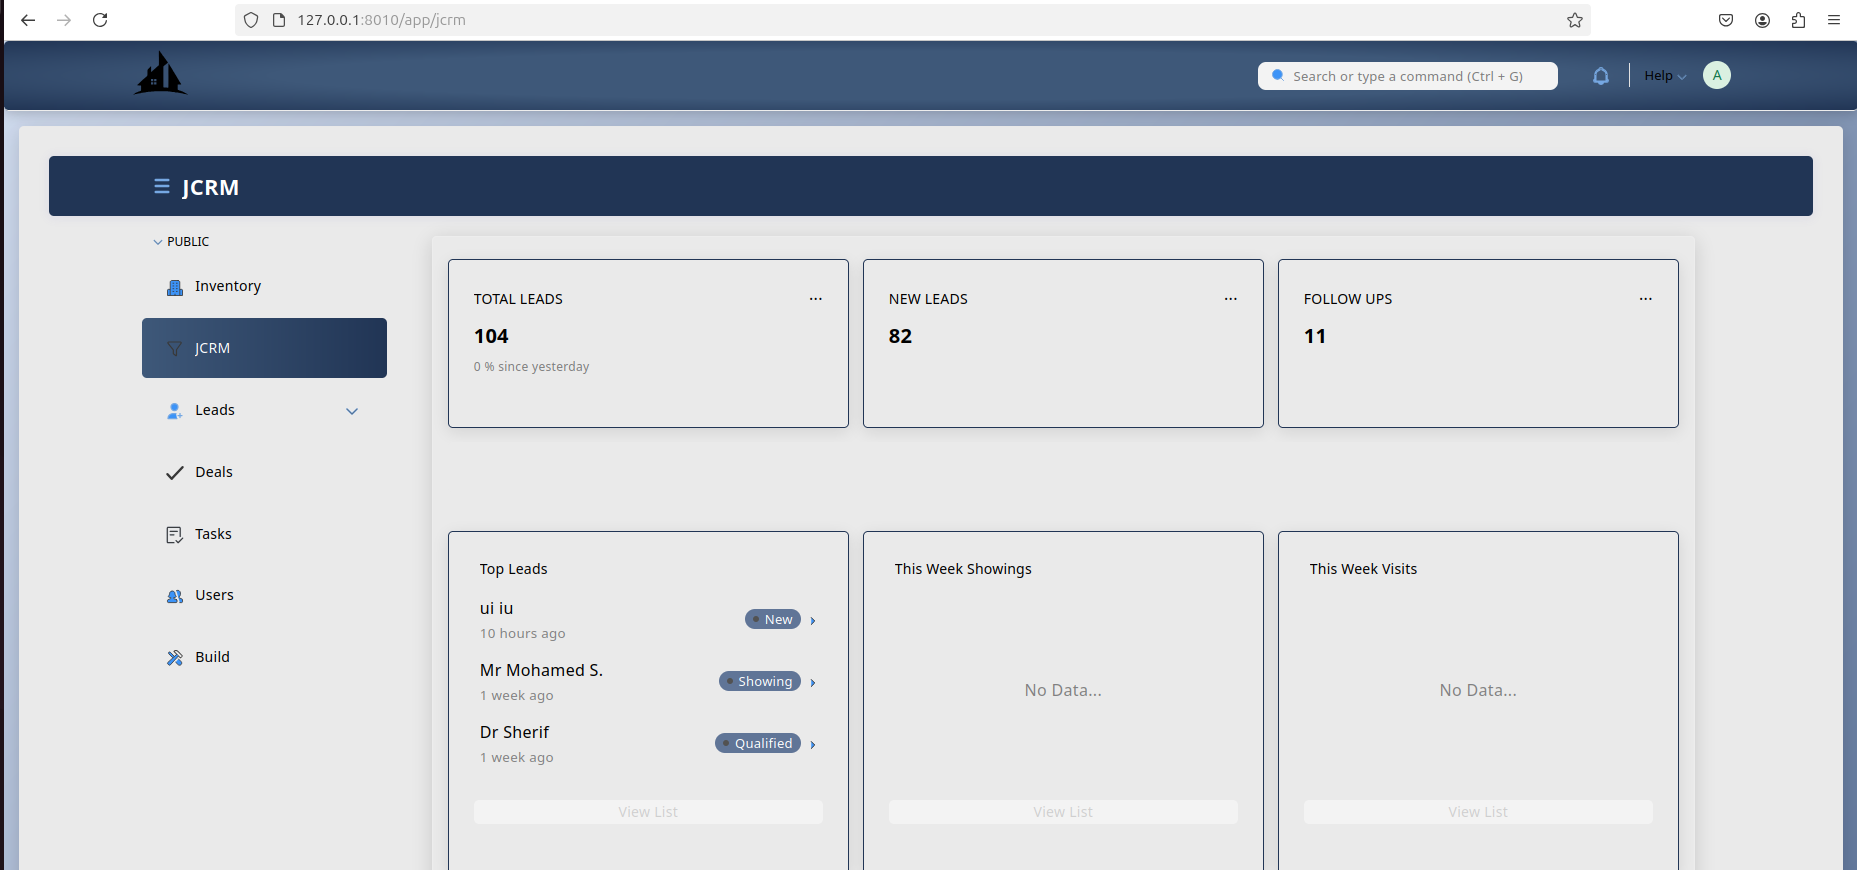 127.0.0.1:8010/app/jcrm
Search or type a command (Ctrl + G)
Help
A
JCRM
PUBLIC
Inventory
JCRM
Leads
Deals
Tasks
Users
Build
TOTAL LEADS ...
104
0 % since yesterday
NEW LEADS ...
82
FOLLOW UPS ...
11
Top Leads
ui iu
New
10 hours ago
Mr Mohamed S.
Showing
1 week ago
Dr Sherif
Qualified
1 week ago
View List
This Week Showings
No Data...
View List
This Week Visits
No Data...
View List